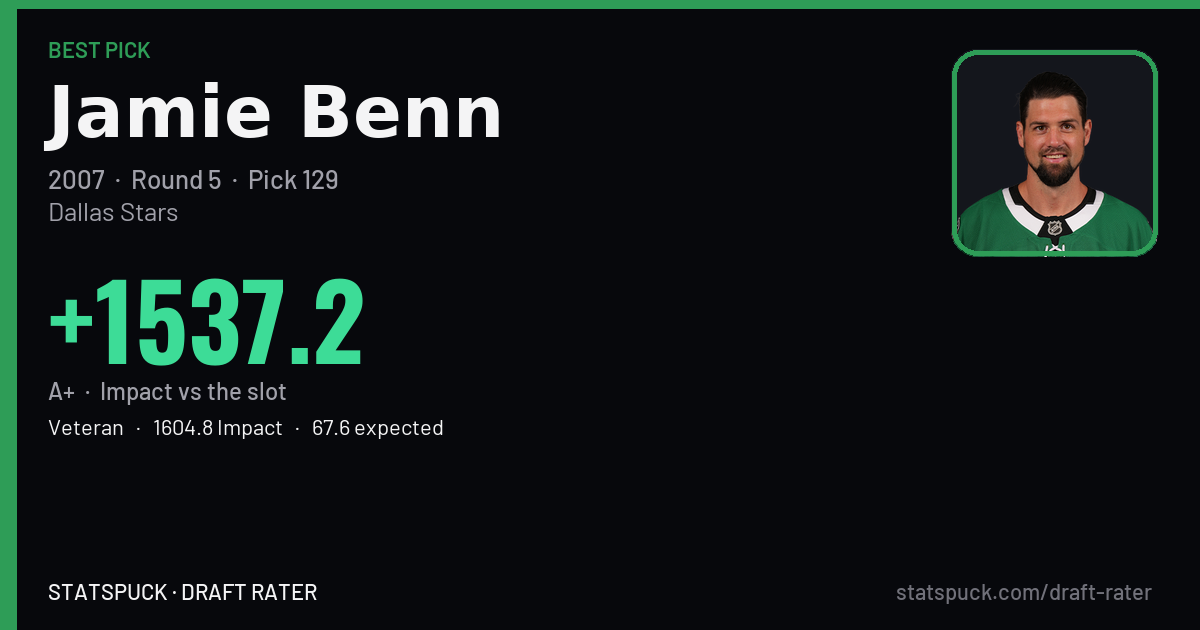 BEST PICK
Jamie Benn
2007 · Round 5 · Pick 129
Dallas Stars
+1537.2
A+ · Impact vs the slot
Veteran · 1604.8 Impact · 67.6 expected
STATSPUCK · DRAFT RATER
statspuck.com/draft-rater